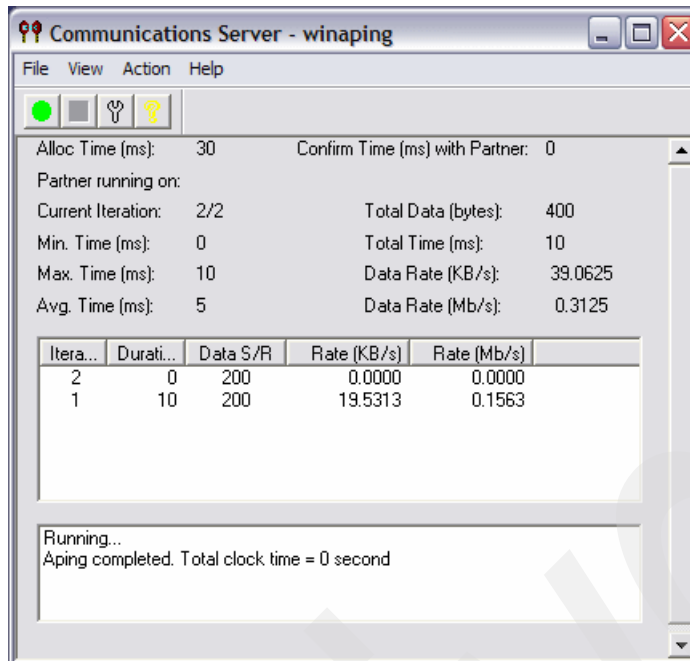 Communications Server - winaping
File View Action Help
Alloc Time (ms): 30 Confirm Time (ms) with Partner: 0
Partner running on:
Current Iteration: 2/2 Total Data (bytes): 400
Min. Time (ms): 0 Total Time (ms): 10
Max. Time (ms): 10 Data Rate (KB/s): 39.0625
Avg. Time (ms): 5 Data Rate (Mb/s): 0.3125
Itera... Durati... Data S/R Rate (KB/s) Rate (Mb/s)
2 0 200 0.0000 0.0000
1 10 200 19.5313 0.1563
Running...
Aping completed. Total clock time = 0 second